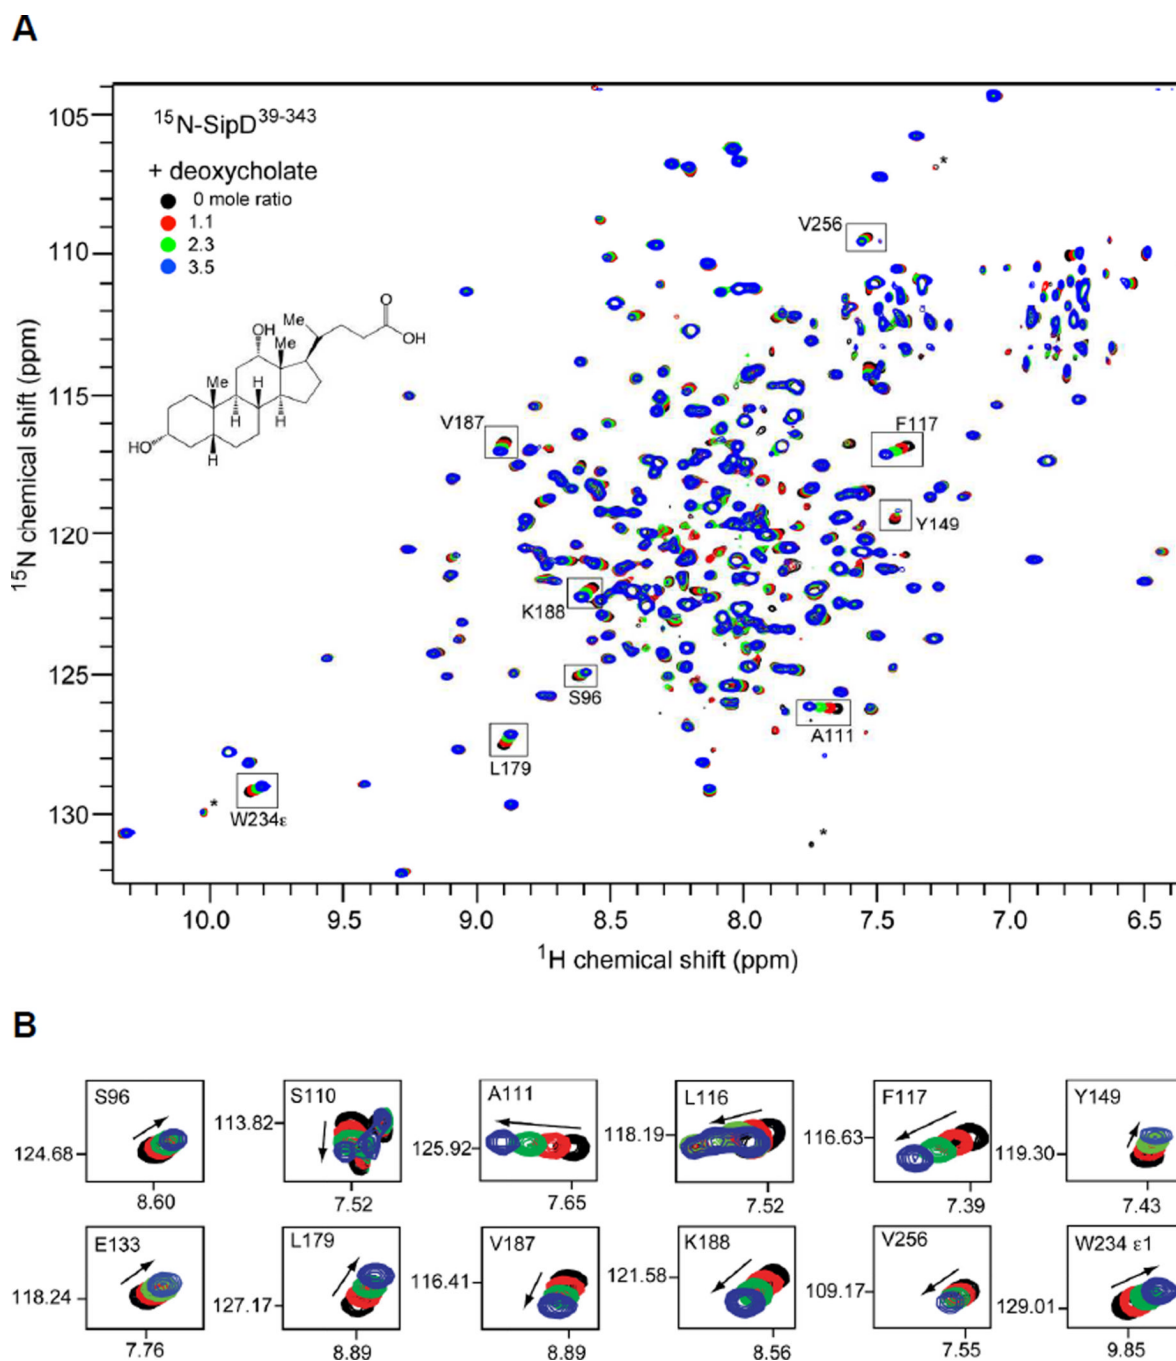 A
¹⁵N-SipD³⁹⁻³⁴³
+ deoxycholate
0 mole ratio
1.1
2.3
3.5
O
OH
Me
OH
Me
Me
H
H
H
H
HO
105
110
115
120
125
130
¹⁵N chemical shift (ppm)
*
V256
V187
F117
Y149
K188
S96
A111
L179
W234ε
*
*
10.0 9.5 9.0 8.5 8.0 7.5 7.0 6.5
¹H chemical shift (ppm)
B
S96 S110 A111 L116 F117 Y149
124.68 113.82 125.92 118.19 116.63 119.30
8.60 7.52 7.65 7.52 7.39 7.43
E133 L179 V187 K188 V256 W234 ε1
118.24 127.17 116.41 121.58 109.17 129.01
7.76 8.89 8.89 8.56 7.55 9.85